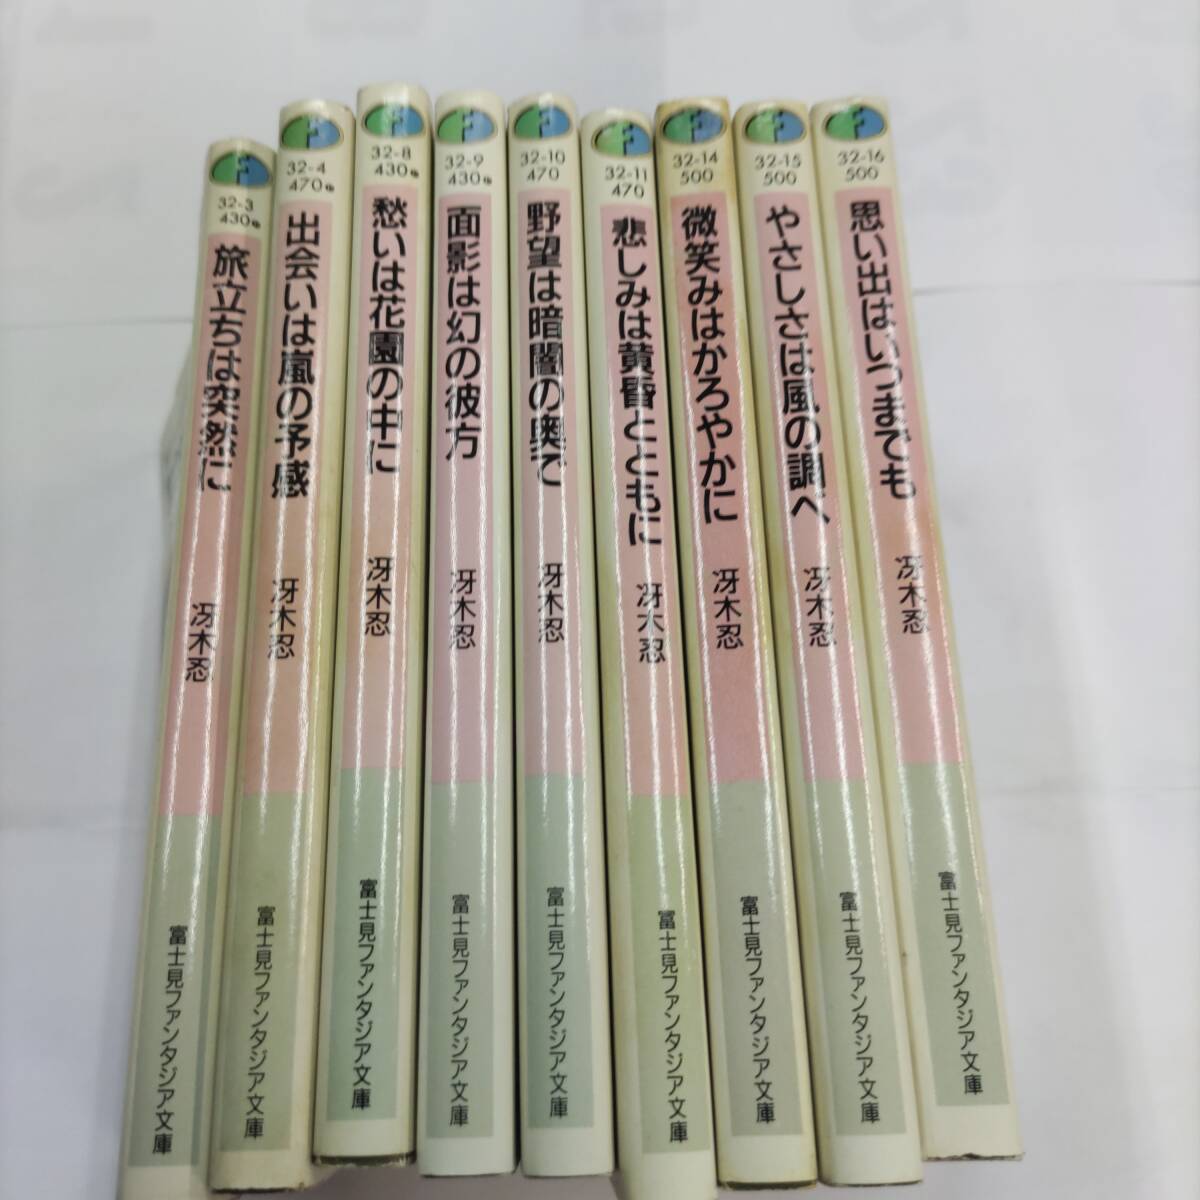 32-3
430
旅立ちは突然に
冴木忍
富士見ファンタジア文庫
32-4
470
出会いは嵐の予感
冴木忍
富士見ファンタジア文庫
32-8
430
愁いは花園の中に
冴木忍
富士見ファンタジア文庫
32-9
430
面影は幻の彼方
冴木忍
富士見ファンタジア文庫
32-10
470
野望は暗闇の奥で
冴木忍
富士見ファンタジア文庫
32-11
470
悲しみは黄昏とともに
冴木忍
富士見ファンタジア文庫
32-14
500
微笑みはかろやかに
冴木忍
富士見ファンタジア文庫
32-15
500
やさしさは風の調べ
冴木忍
富士見ファンタジア文庫
32-16
500
思い出はいつまでも
冴木忍
富士見ファンタジア文庫